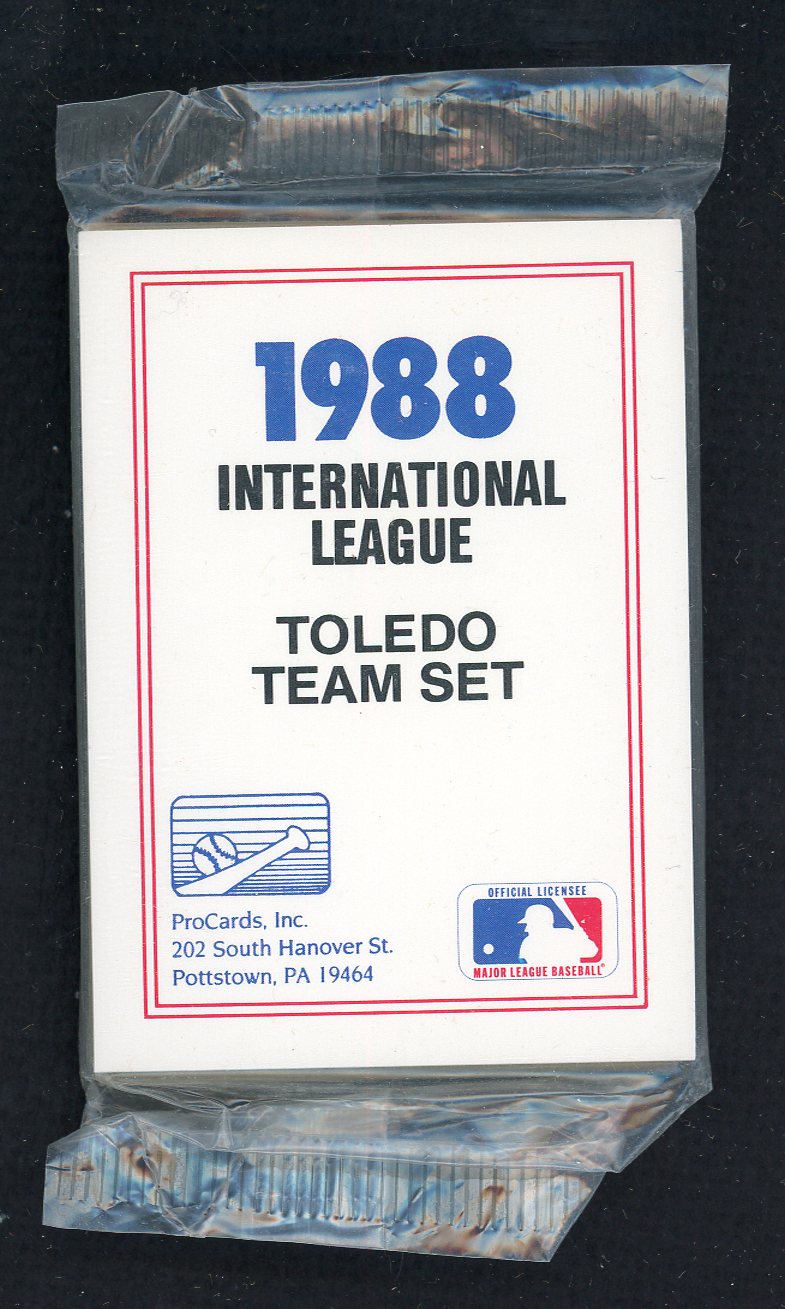 1988
INTERNATIONAL
LEAGUE
TOLEDO
TEAM SET
ProCards, Inc.
202 South Hanover St.
Pottstown, PA 19464
OFFICIAL LICENSEE
MAJOR LEAGUE BASEBALL®